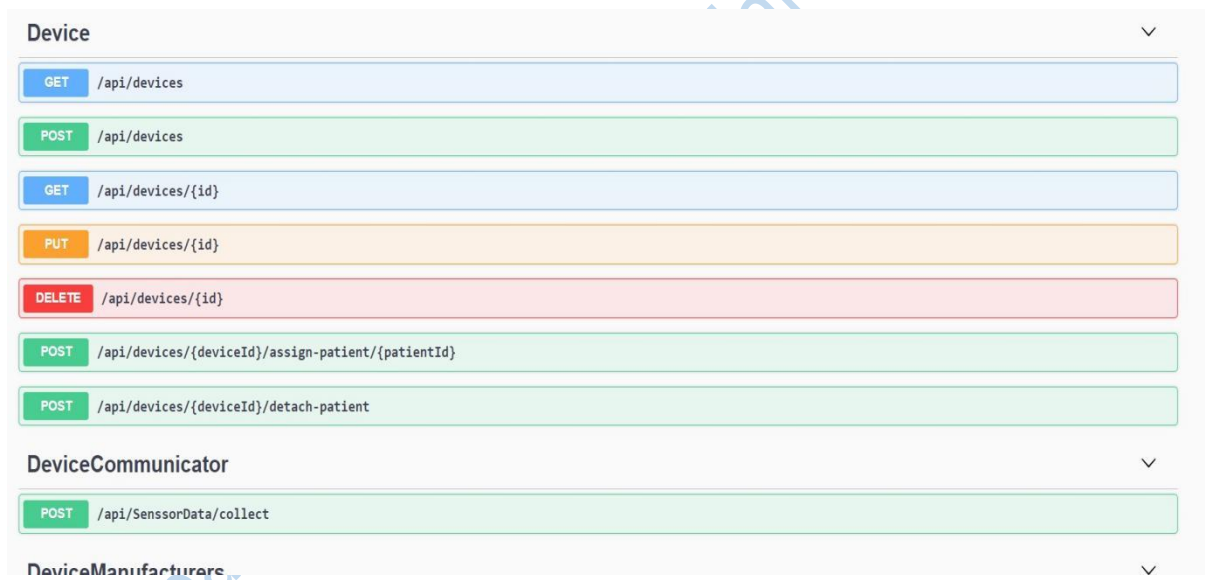 Device
GET /api/devices
POST /api/devices
GET /api/devices/{id}
PUT /api/devices/{id}
DELETE /api/devices/{id}
POST /api/devices/{deviceId}/assign-patient/{patientId}
POST /api/devices/{deviceId}/detach-patient
DeviceCommunicator
POST /api/SenssorData/collect
DeviceManufacturers